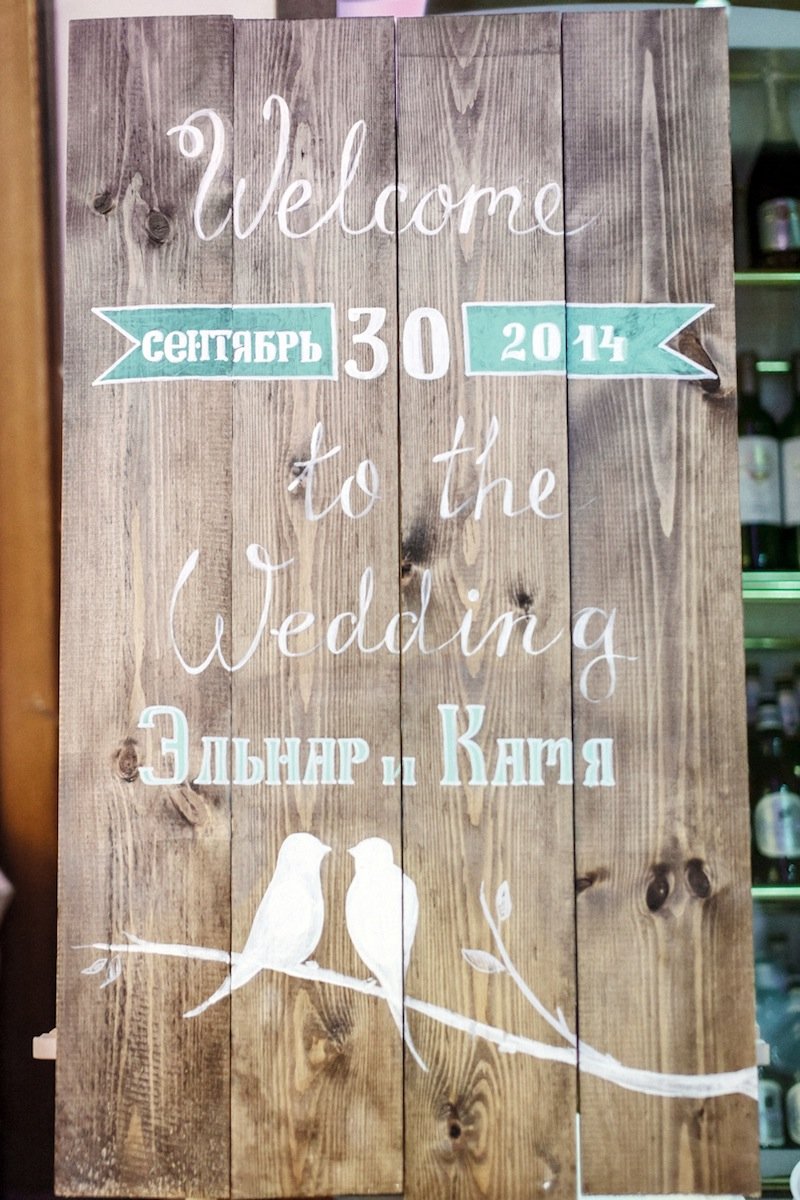 Welcome
СЕНТЯБРЬ 30 2014
to the
Wedding
Эльнар и Катя